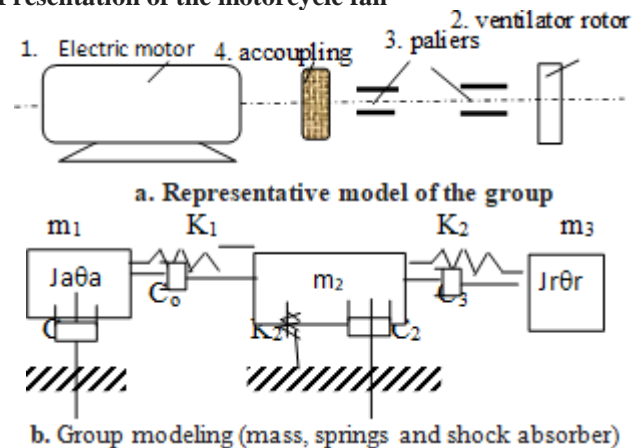 Presentation of the motorcycle fan
2. ventilator rotor
1. Electric motor 4. accoupling 3. paliers
a. Representative model of the group
m1 K1 K2 m3
Jaθa m2 Jrθr
C₀ C3
C K2 C2
b. Group modeling (mass, springs and shock absorber)